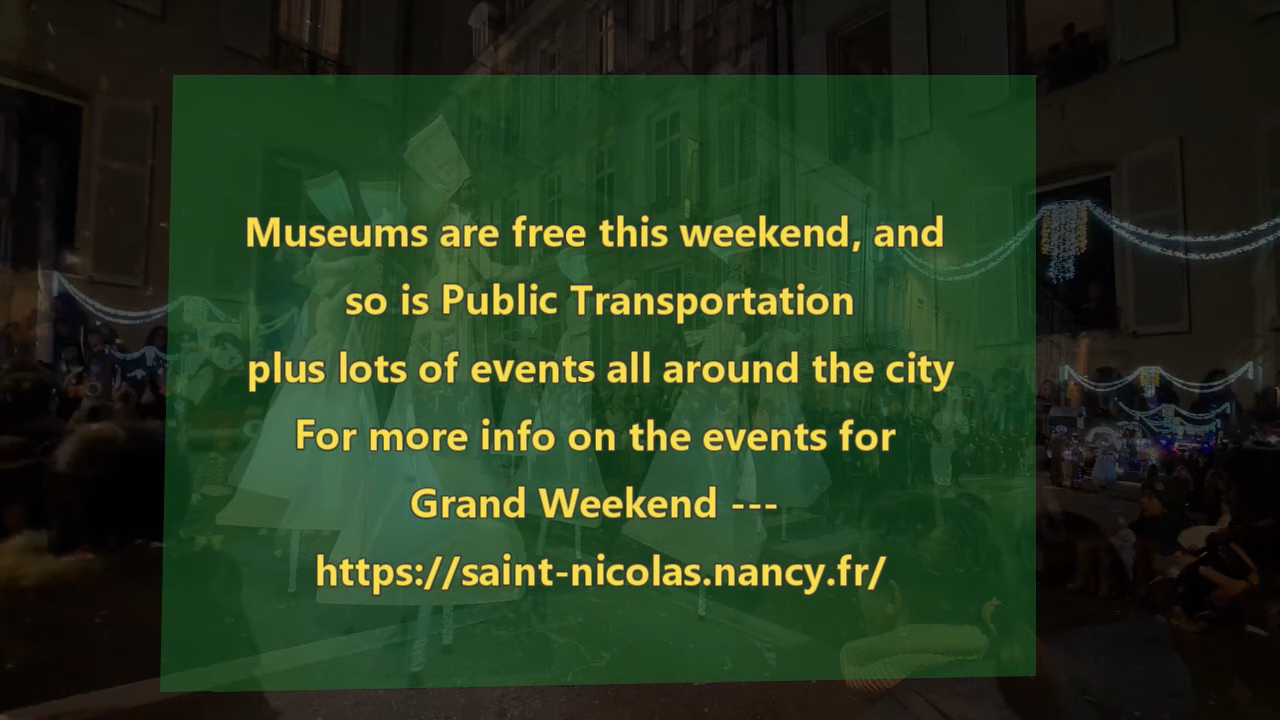 Museums are free this weekend, and
so is Public Transportation
plus lots of events all around the city
For more info on the events for
Grand Weekend ---
https://saint-nicolas.nancy.fr/